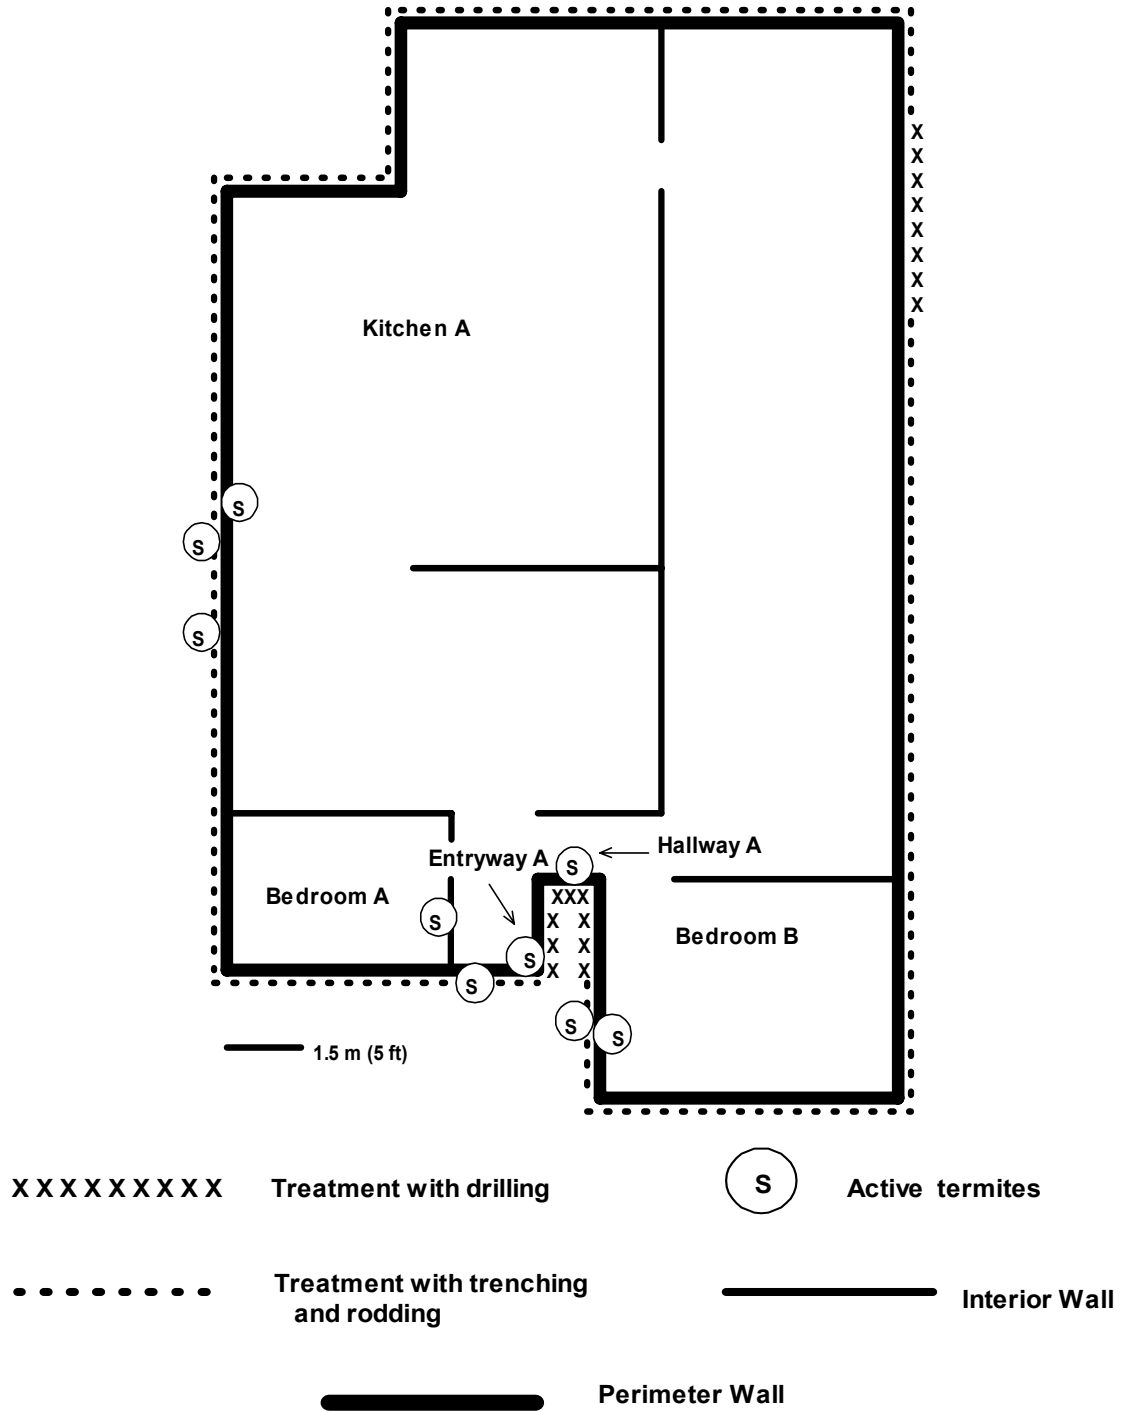 X
X
X
X
X
X
X
X
Kitchen A
S
S
S
Hallway A
Entryway A
S
Bedroom A
XXX
S
X X
Bedroom B
X X
S
X X
S
S
S
1.5 m (5 ft)
X X X X X X X X X
Treatment with drilling
S
Active termites
Treatment with trenching
and rodding
Interior Wall
Perimeter Wall